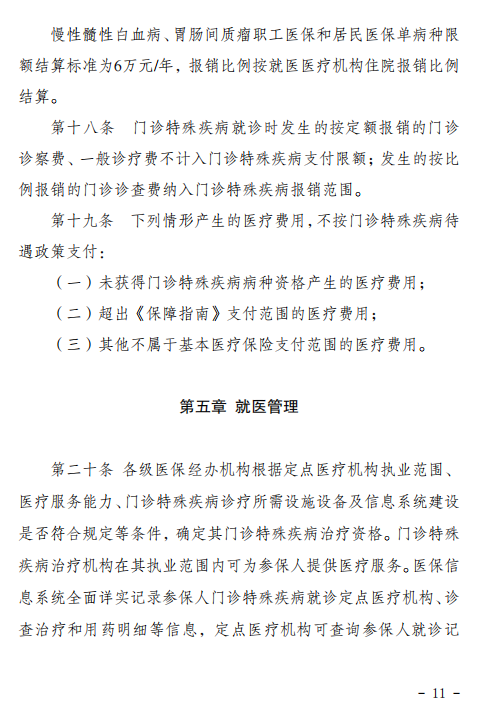 慢性髓性白血病、胃肠间质瘤职工医保和居民医保单病种限
额结算标准为6万元/年，报销比例按就医医疗机构住院报销比例
结算。
第十八条　门诊特殊疾病就诊时发生的按定额报销的门诊
诊察费、一般诊疗费不计入门诊特殊疾病支付限额；发生的按比
例报销的门诊诊查费纳入门诊特殊疾病报销范围。
第十九条　下列情形产生的医疗费用，不按门诊特殊疾病待
遇政策支付：
（一）未获得门诊特殊疾病病种资格产生的医疗费用；
（二）超出《保障指南》支付范围的医疗费用；
（三）其他不属于基本医疗保险支付范围的医疗费用。
第五章 就医管理
第二十条 各级医保经办机构根据定点医疗机构执业范围、
医疗服务能力、门诊特殊疾病诊疗所需设施设备及信息系统建设
是否符合规定等条件，确定其门诊特殊疾病治疗资格。门诊特殊
疾病治疗机构在其执业范围内可为参保人提供医疗服务。医保信
息系统全面详实记录参保人门诊特殊疾病就诊定点医疗机构、诊
查治疗和用药明细等信息，定点医疗机构可查询参保人就诊记
- 11 -